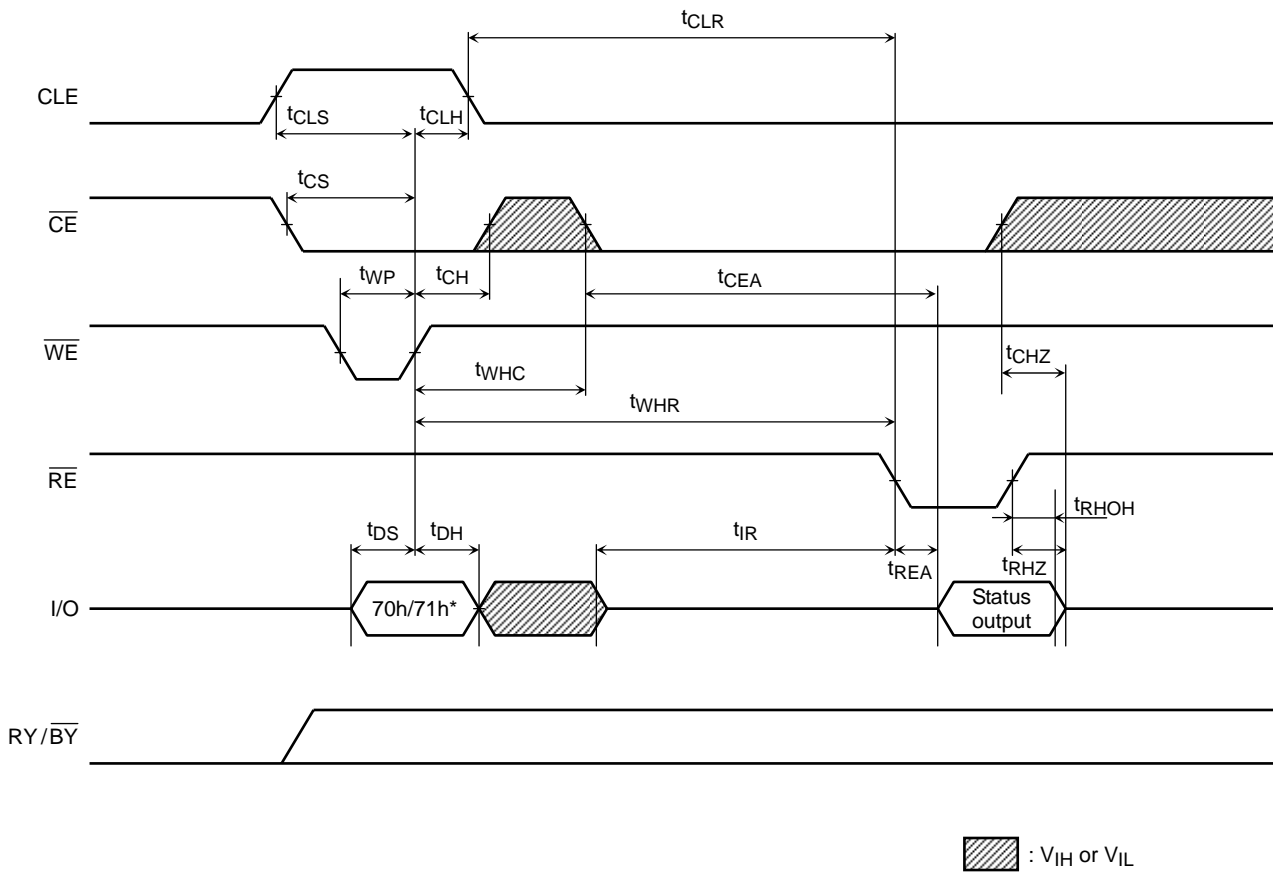 tCLR
CLE
tCLS
tCLH
tCS
CE
tWP
tCH
tCEA
WE
tCHZ
tWHC
tWHR
RE
tRHOH
tDS
tDH
tIR
tREA
tRHZ
I/O
70h/71h*
Status
output
RY/BY
: VIH or VIL